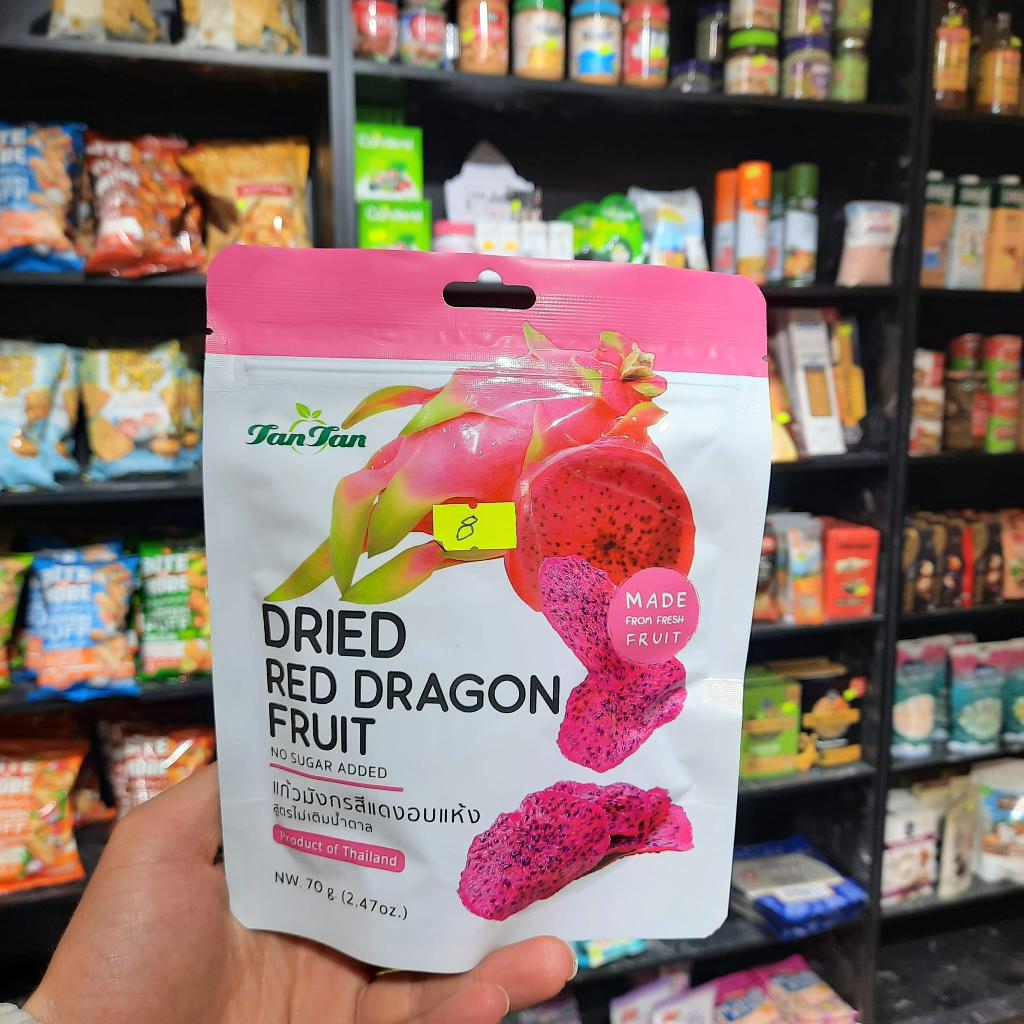 Tan Tan
8
MADE
FROM FRESH
FRUIT
DRIED
RED DRAGON
FRUIT
NO SUGAR ADDED
แก้วมังกรสีแดงอบแห้ง
สูตรไม่เติมน้ำตาล
Product of Thailand
NW. 70 g. (2.47oz.)